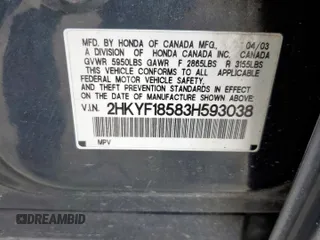 MFD. BY HONDA OF CANADA MFG., 04/03
A DIVISION OF HONDA CANADA INC. CANADA
GVWR 5950LBS GAWR F 2865LBS R 3155LBS
THIS VEHICLE CONFORMS TO ALL APPLICABLE
FEDERAL MOTOR VEHICLE SAFETY AND
THEFT PREVENTION STANDARDS IN EFFECT ON
THE DATE OF MANUFACTURE SHOWN ABOVE.
V.I.N. 2HKYF18583H593038
MPV
DREAMBID